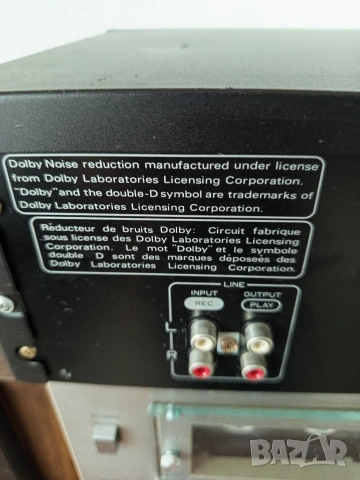 Dolby Noise reduction manufactured under license
from Dolby Laboratories Licensing Corporation.
"Dolby" and the double-D symbol are trademarks of
Dolby Laboratories Licensing Corporation.
Réducteur de bruits Dolby: Circuit fabrique
sous license des Dolby Laboratories Licensing
Corporation. Le mot "Dolby" et le symbole
double D sont des marques déposées des
Dolby Laboratories Licensing Corporation.
LINE
INPUT OUTPUT
REC PLAY
L
R
BAZAR
bg